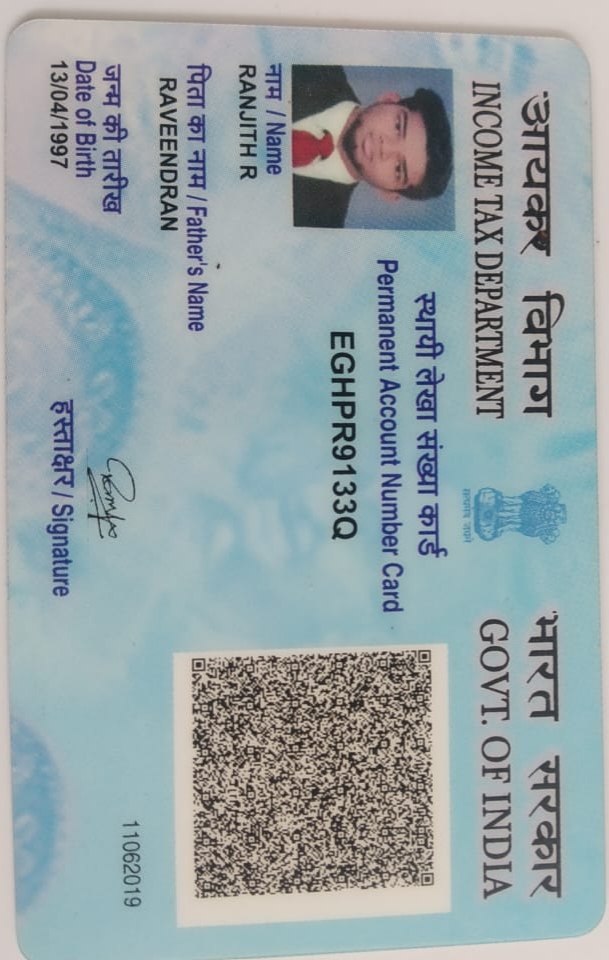 आयकर विभाग
INCOME TAX DEPARTMENT
सत्यमेव जयते
भारत सरकार
GOVT. OF INDIA
स्थायी लेखा संख्या कार्ड
Permanent Account Number Card
EGHPR9133Q
नाम / Name
RANJITH R
पिता का नाम / Father's Name
RAVEENDRAN
जन्म की तारीख
Date of Birth
13/04/1997
हस्ताक्षर / Signature
11062019